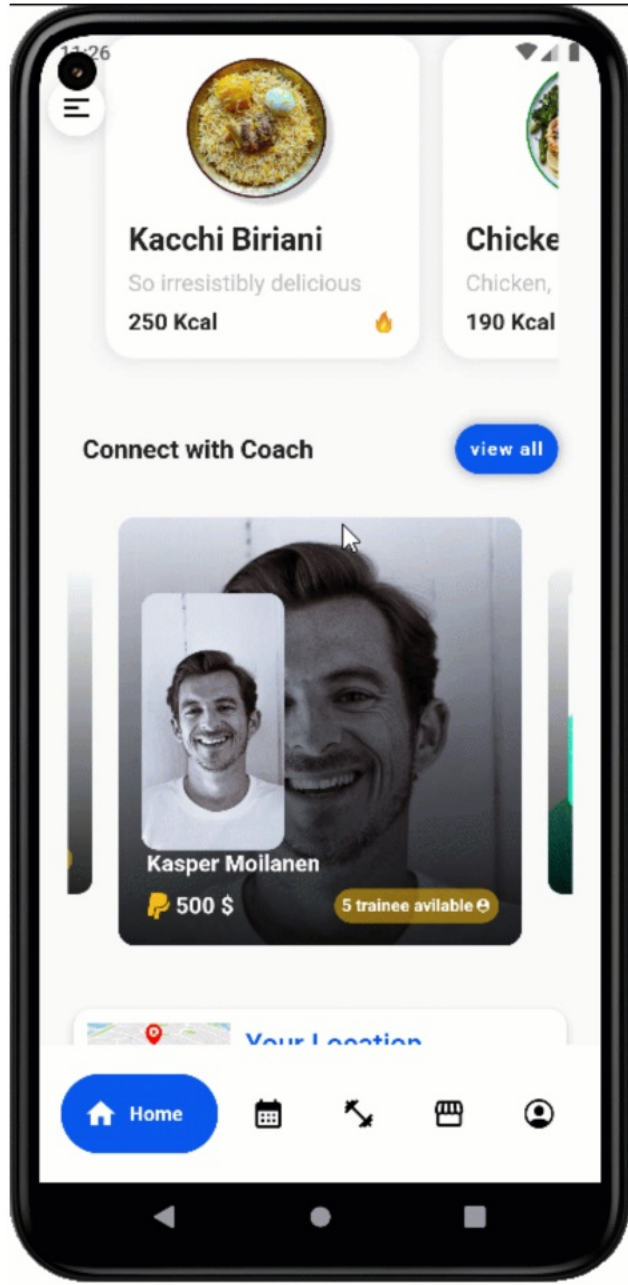 11:26
Kacchi Biriani
So irresistibly delicious
250 Kcal
Chicke
Chicken,
190 Kcal
Connect with Coach
view all
Kasper Moilanen
500 $
5 trainee avilable
Your Location
Home